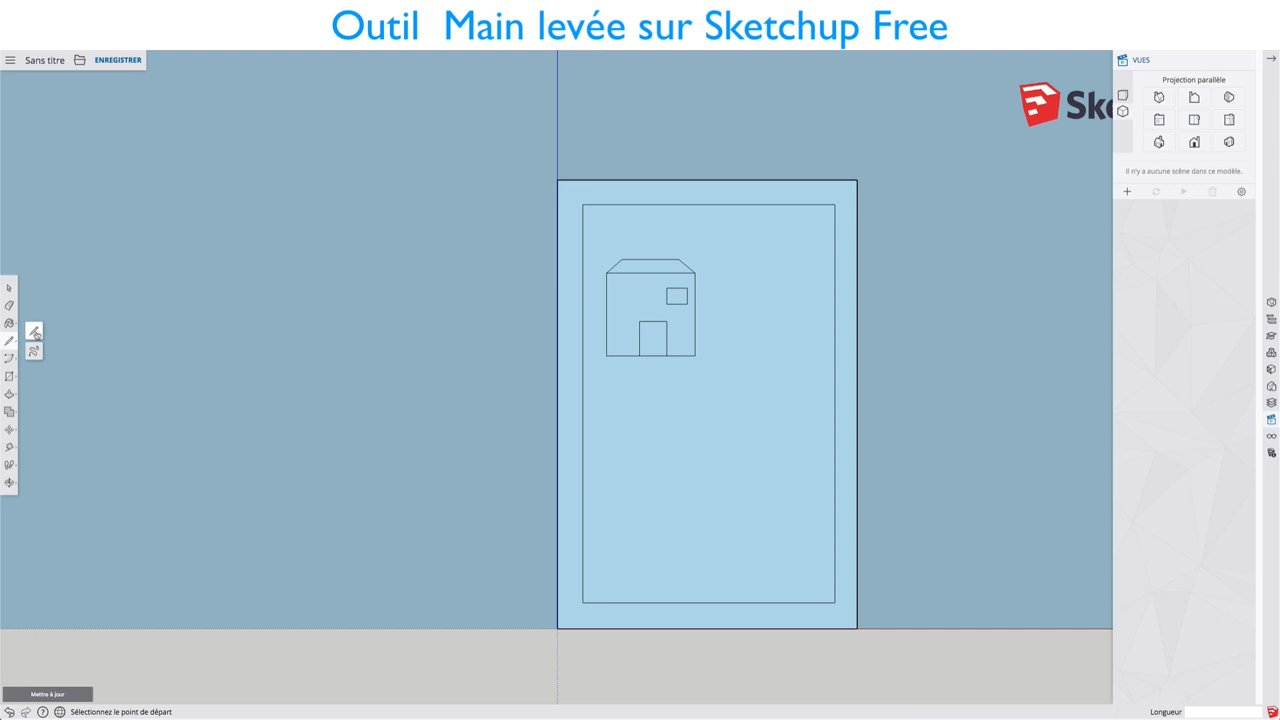 Outil Main levée sur Sketchup Free
Sans titre
ENREGISTRER
VUES
Projection parallèle
Il n'y a aucune scène dans ce modèle.
Mettre à jour
Sélectionnez le point de départ
Longueur